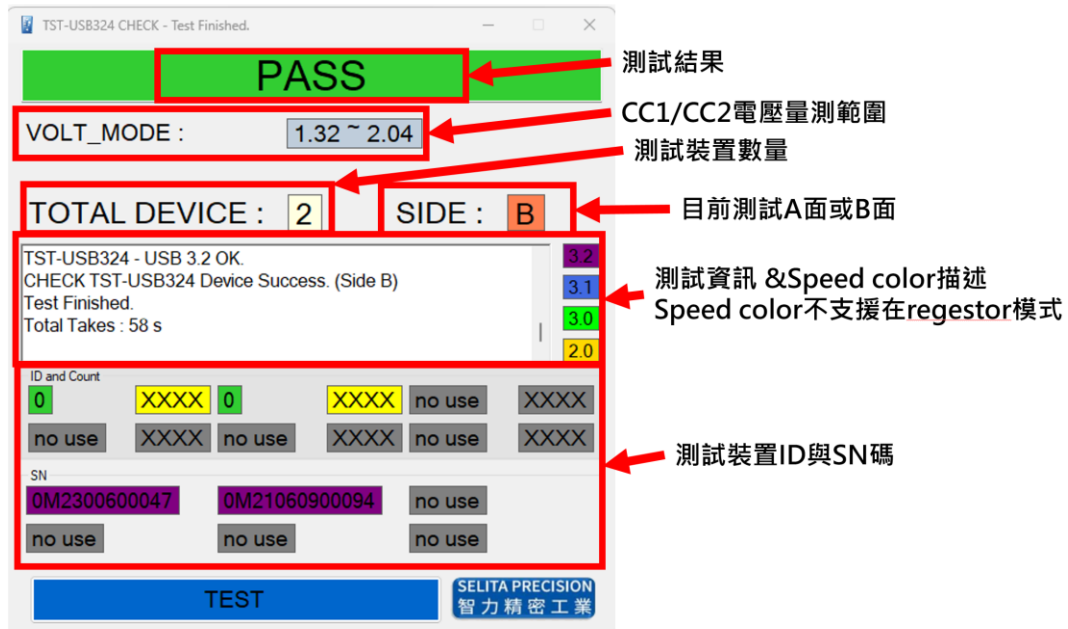 TST-USB324 CHECK - Test Finished.
PASS
測試結果
VOLT_MODE : 1.32 ~ 2.04
CC1/CC2電壓量測範圍
測試裝置數量
TOTAL DEVICE : 2 SIDE : B
目前測試A面或B面
TST-USB324 - USB 3.2 OK.
CHECK TST-USB324 Device Success. (Side B)
Test Finished.
Total Takes : 58 s
3.2
3.1
3.0
2.0
測試資訊 &Speed color描述
Speed color不支援在regestor模式
ID and Count
0 XXXX 0 XXXX no use XXXX
no use XXXX no use XXXX no use XXXX
測試裝置ID與SN碼
SN
0M2300600047 0M21060900094 no use
no use no use no use
TEST
SELITA PRECISION
智力精密工業